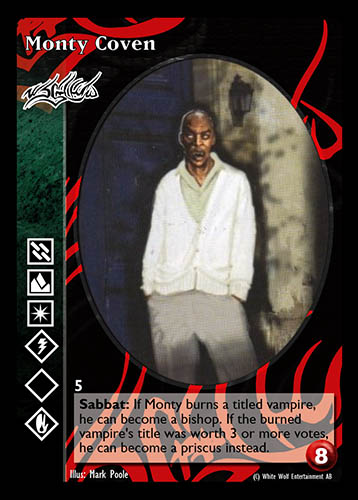 Monty Coven
5
Sabbat: If Monty burns a titled vampire,
he can become a bishop. If the burned
vampire's title was worth 3 or more votes,
he can become a priscus instead.
8
Illus: Mark Poole
(C) White Wolf Entertainment AB